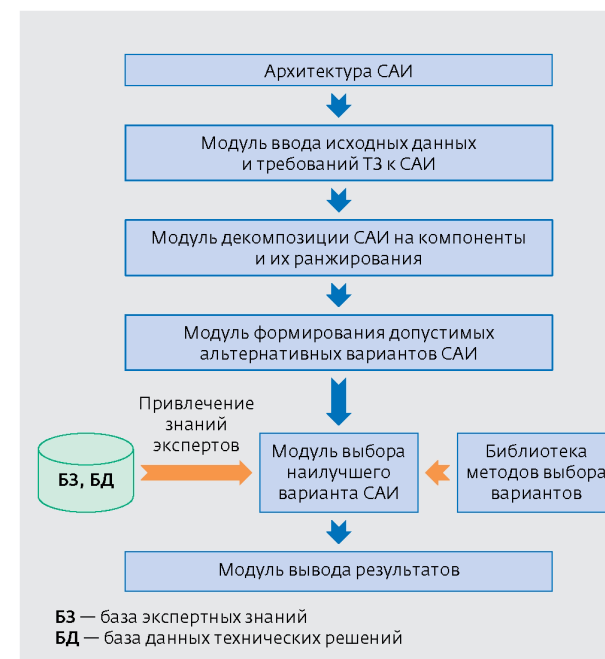 Архитектура САИ
Модуль ввода исходных данных
и требований ТЗ к САИ
Модуль декомпозиции САИ на компоненты
и их ранжирования
Модуль формирования допустимых
альтернативных вариантов САИ
Привлечение
знаний
экспертов
БЗ, БД
Модуль выбора
наилучшего
варианта САИ
Библиотека
методов выбора
вариантов
Модуль вывода результатов
БЗ — база экспертных знаний
БД — база данных технических решений